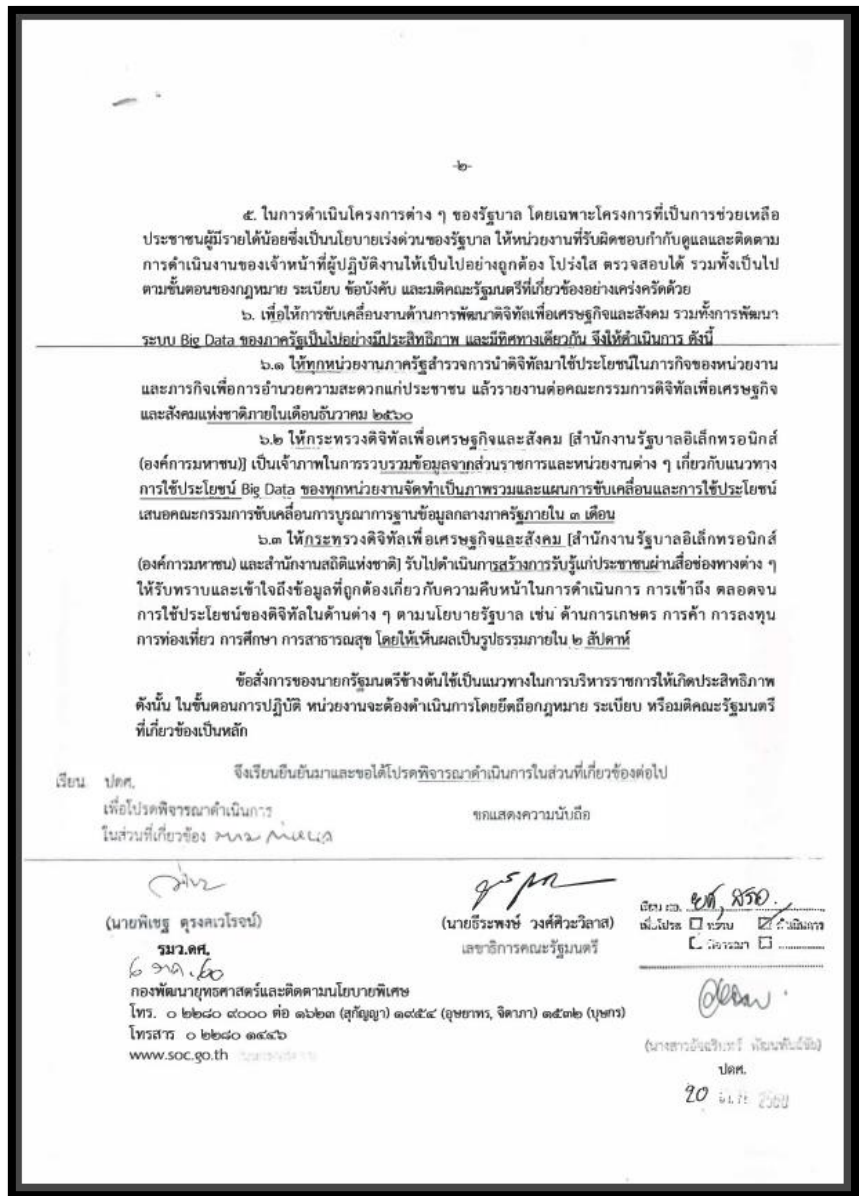 -๒-
๕. ในการดำเนินโครงการต่าง ๆ ของรัฐบาล โดยเฉพาะโครงการที่เป็นการช่วยเหลือ
ประชาชนผู้มีรายได้น้อยซึ่งเป็นนโยบายเร่งด่วนของรัฐบาล ให้หน่วยงานที่รับผิดชอบกำกับดูแลและติดตาม
การดำเนินงานของเจ้าหน้าที่ผู้ปฏิบัติงานให้เป็นไปอย่างถูกต้อง โปร่งใส ตรวจสอบได้ รวมทั้งเป็นไป
ตามขั้นตอนของกฎหมาย ระเบียบ ข้อบังคับ และมติคณะรัฐมนตรีที่เกี่ยวข้องอย่างเคร่งครัดด้วย
๖. เพื่อให้การขับเคลื่อนงานด้านการพัฒนาดิจิทัลเพื่อเศรษฐกิจและสังคม รวมทั้งการพัฒนา
ระบบ Big Data ของภาครัฐเป็นไปอย่างมีประสิทธิภาพ และมีทิศทางเดียวกัน จึงให้ดำเนินการ ดังนี้
๖.๑ ให้ทุกหน่วยงานภาครัฐสำรวจการนำดิจิทัลมาใช้ประโยชน์ในภารกิจของหน่วยงาน
และภารกิจเพื่อการอำนวยความสะดวกแก่ประชาชน แล้วรายงานต่อคณะกรรมการดิจิทัลเพื่อเศรษฐกิจ
และสังคมแห่งชาติภายในเดือนธันวาคม ๒๕๖๐
๖.๒ ให้กระทรวงดิจิทัลเพื่อเศรษฐกิจและสังคม [สำนักงานรัฐบาลอิเล็กทรอนิกส์
(องค์การมหาชน)] เป็นเจ้าภาพในการรวบรวมข้อมูลจากส่วนราชการและหน่วยงานต่าง ๆ เกี่ยวกับแนวทาง
การใช้ประโยชน์ Big Data ของทุกหน่วยงานจัดทำเป็นภาพรวมและแผนการขับเคลื่อนและการใช้ประโยชน์
เสนอคณะกรรมการขับเคลื่อนการบูรณาการฐานข้อมูลกลางภาครัฐภายใน ๓ เดือน
๖.๓ ให้กระทรวงดิจิทัลเพื่อเศรษฐกิจและสังคม [สำนักงานรัฐบาลอิเล็กทรอนิกส์
(องค์การมหาชน) และสำนักงานสถิติแห่งชาติ] รับไปดำเนินการสร้างการรับรู้แก่ประชาชนผ่านสื่อช่องทางต่าง ๆ
ให้รับทราบและเข้าใจถึงข้อมูลที่ถูกต้องเกี่ยวกับความคืบหน้าในการดำเนินการ การเข้าถึง ตลอดจน
การใช้ประโยชน์ของดิจิทัลในด้านต่าง ๆ ตามนโยบายรัฐบาล เช่น ด้านการเกษตร การค้า การลงทุน
การท่องเที่ยว การศึกษา การสาธารณสุข โดยให้เห็นผลเป็นรูปธรรมภายใน ๒ สัปดาห์
ข้อสั่งการของนายกรัฐมนตรีข้างต้นใช้เป็นแนวทางในการบริหารราชการให้เกิดประสิทธิภาพ
ดังนั้น ในขั้นตอนการปฏิบัติ หน่วยงานจะต้องดำเนินการโดยยึดถือกฎหมาย ระเบียบ หรือมติคณะรัฐมนตรี
ที่เกี่ยวข้องเป็นหลัก
จึงเรียนยืนยันมาและขอได้โปรดพิจารณาดำเนินการในส่วนที่เกี่ยวข้องต่อไป
เรียน ปดศ.
เพื่อโปรดพิจารณาดำเนินการ
ในส่วนที่เกี่ยวข้อง
ขอแสดงความนับถือ
(นายพิเชฐ ดุรงคเวโรจน์)
รมว.ดศ.
(นายธีระพงษ์ วงศ์ศิวะวิลาส)
เลขาธิการคณะรัฐมนตรี
เพื่อโปรด ทราบ ดำเนินการ
กองพัฒนายุทธศาสตร์และติดตามนโยบายพิเศษ
โทร. ๐ ๒๒๘๐ ๙๐๐๐ ต่อ ๑๖๒๓ (สุกัญญา) ๑๙๕๔ (อุษยาทร, จิดาภา) ๑๕๓๒ (บุษกร)
โทรสาร ๐ ๒๒๘๐ ๑๔๔๖
www.soc.go.th
ปดศ.
20 2560